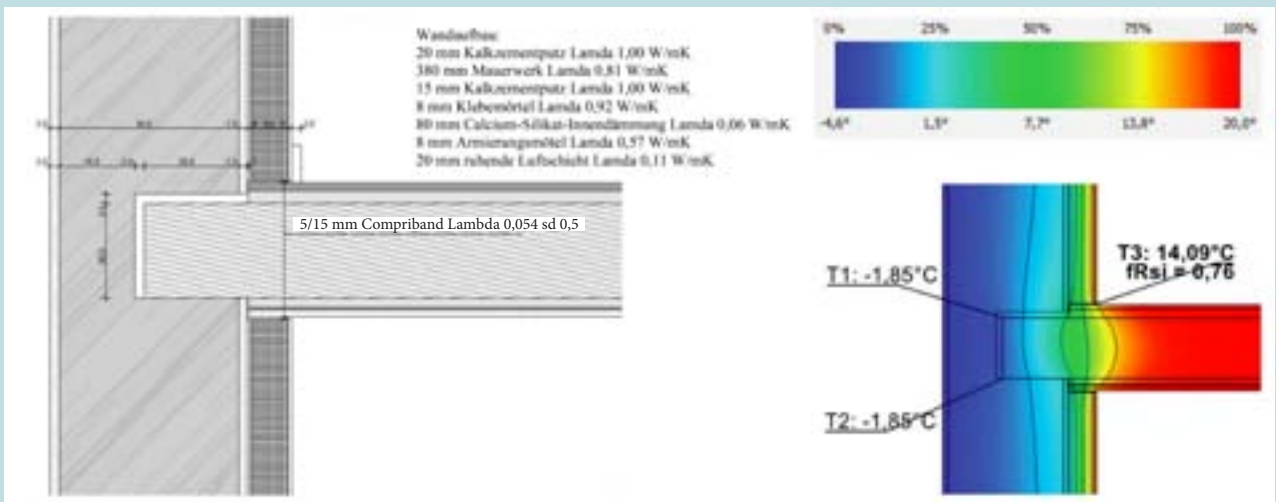 Wandaufbau:
20 mm Kalkzementputz Lamda 1,00 W/mK
380 mm Mauerwerk Lamda 0,81 W/mK
15 mm Kalkzementputz Lamda 1,00 W/mK
8 mm Klebemörtel Lamda 0,92 W/mK
80 mm Calcium-Silikat-Innendämmung Lamda 0,06 W/mK
8 mm Armierungsmötel Lamda 0,57 W/mK
20 mm ruhende Luftschicht Lamda 0,11 W/mK
5/15 mm Compriband Lambda 0,054 sd 0,5
0% 25% 50% 75% 100%
-4,6° 1,5° 7,7° 13,8° 20,0°
T3: 14,09°C
fRsi = 0,76
T1: -1,85°C
T2: -1,85°C